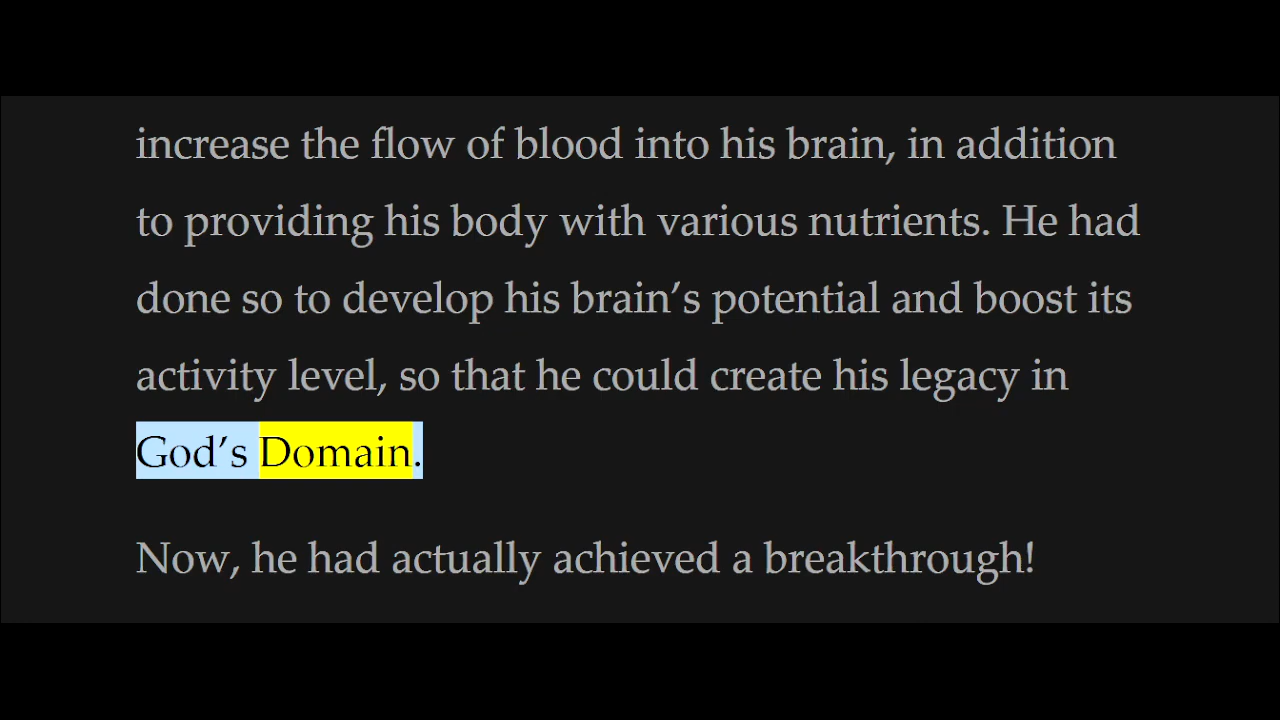 increase the flow of blood into his brain, in addition
to providing his body with various nutrients. He had
done so to develop his brain’s potential and boost its
activity level, so that he could create his legacy in
God’s Domain.
Now, he had actually achieved a breakthrough!